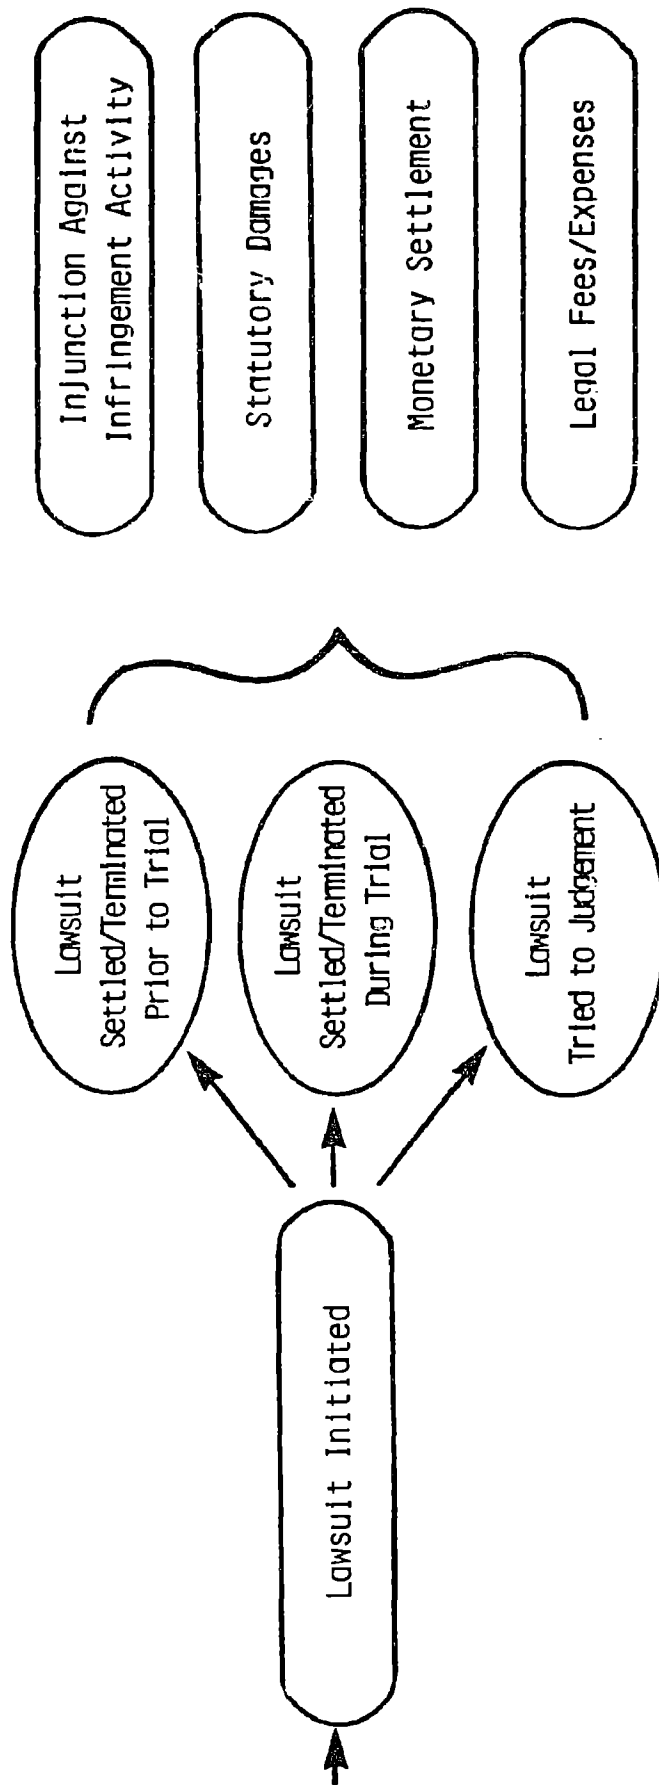 Lawsuit Initiated
Lawsuit
Settled/Terminated
Prior to Trial
Lawsuit
Settled/Terminated
During Trial
Lawsuit
Tried to Judgement
Injunction Against
Infringement Activity
Statutory Damages
Monetary Settlement
Legal Fees/Expenses